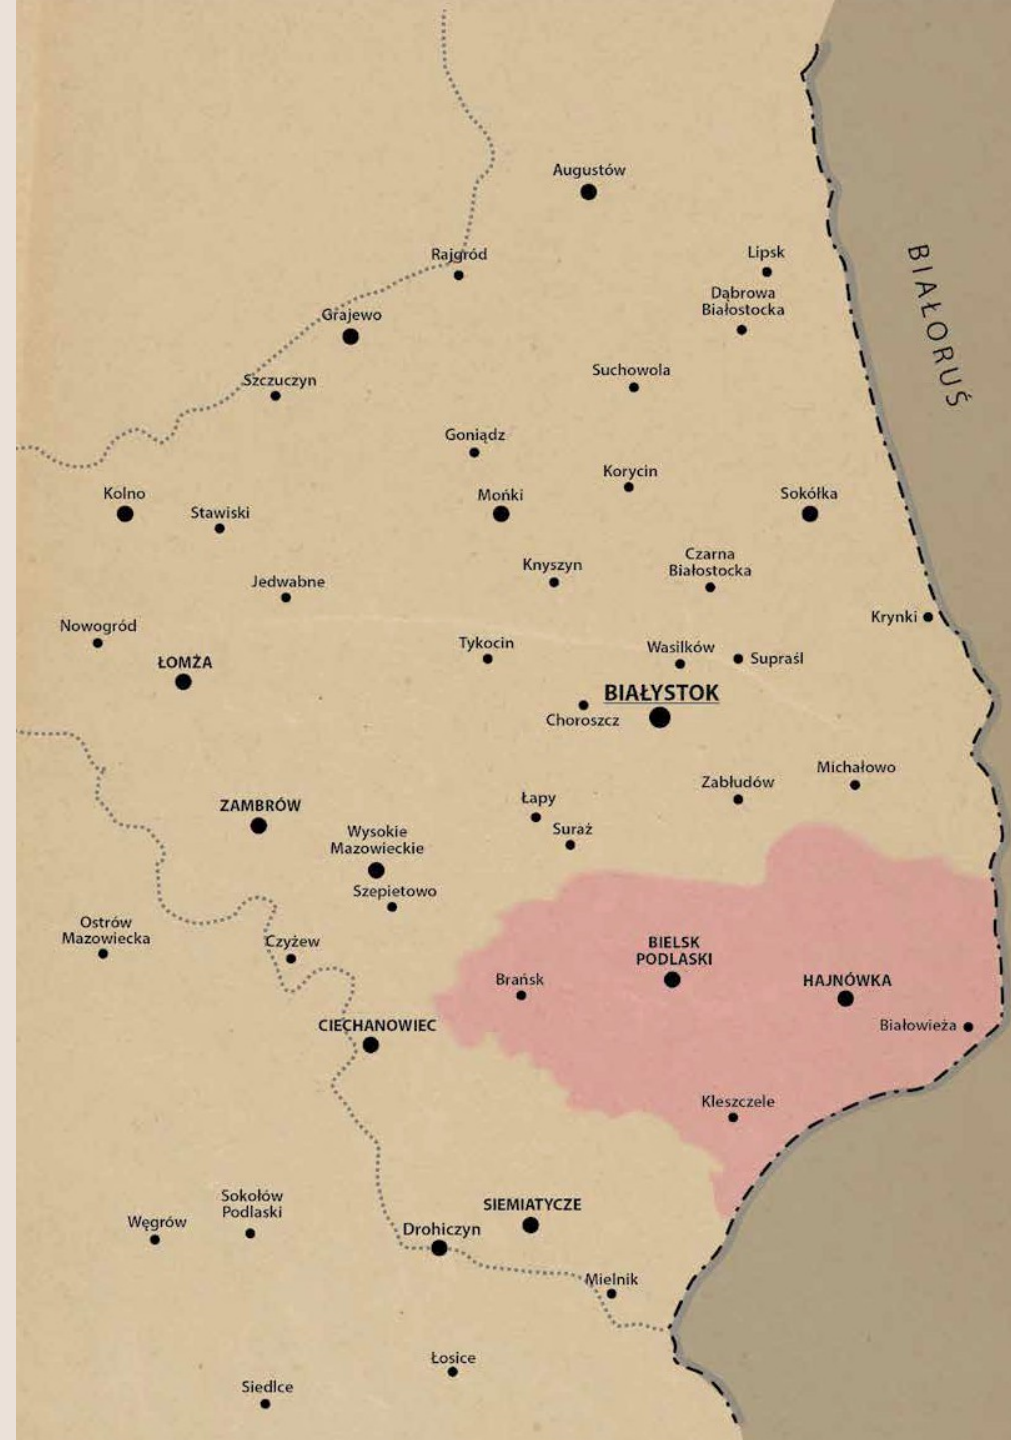 Augustów
Rajgród
Lipsk
Dąbrowa
Białostocka
BIAŁORUŚ
Grajewo
Szczuczyn
Suchowola
Goniądz
Korycin
Kolno
Stawiski
Mońki
Sokółka
Knyszyn
Czarna
Białostocka
Jedwabne
Krynki
Nowogród
ŁOMŻA
Tykocin
Wasilków
Supraśl
BIAŁYSTOK
Choroszcz
Michałowo
Zabłudów
ZAMBRÓW
Łapy
Suraż
Wysokie
Mazowieckie
Szepietowo
Ostrów
Mazowiecka
Czyżew
BIELSK
PODLASKI
Brańsk
HAJNÓWKA
CIECHANOWIEC
Białowieża
Kleszczele
Sokołów
Podlaski
Węgrów
SIEMIATYCZE
Drohiczyn
Mielnik
Łosice
Siedlce